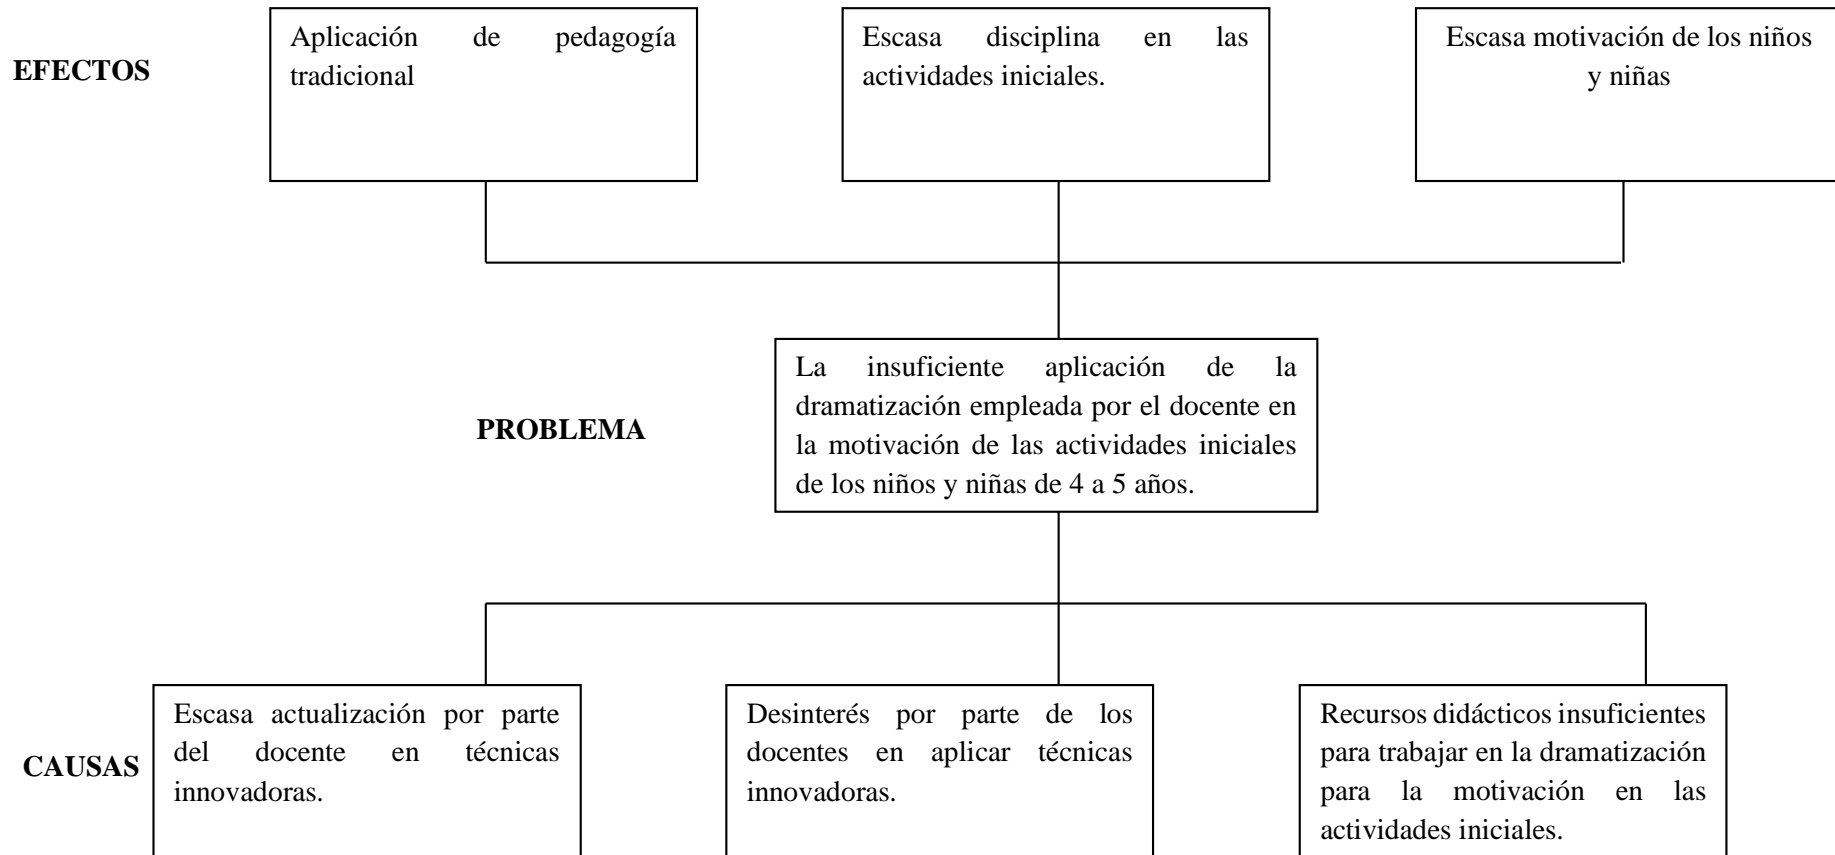 EFECTOS
Aplicación de pedagogía
tradicional
Escasa disciplina en las
actividades iniciales.
Escasa motivación de los niños
y niñas
PROBLEMA
La insuficiente aplicación de la
dramatización empleada por el docente en
la motivación de las actividades iniciales
de los niños y niñas de 4 a 5 años.
CAUSAS
Escasa actualización por parte
del docente en técnicas
innovadoras.
Desinterés por parte de los
docentes en aplicar técnicas
innovadoras.
Recursos didácticos insuficientes
para trabajar en la dramatización
para la motivación en las
actividades iniciales.